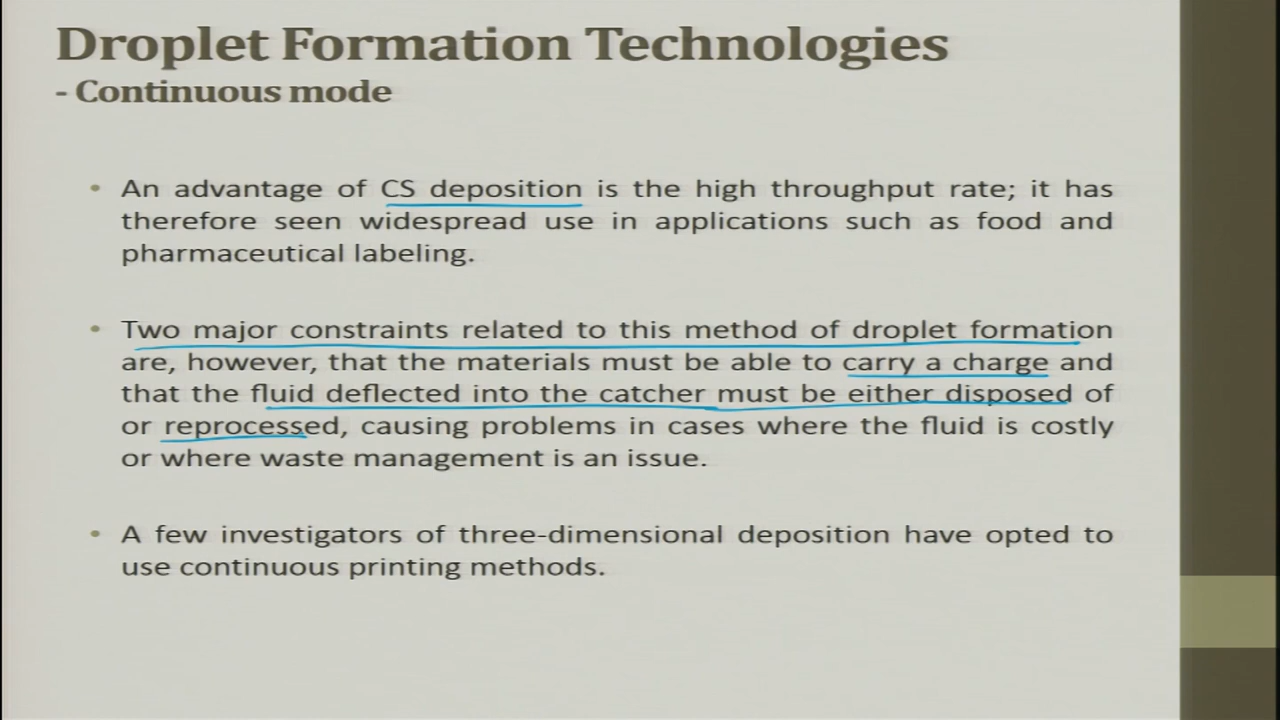 Droplet Formation Technologies
- Continuous mode
• An advantage of CS deposition is the high throughput rate; it has
therefore seen widespread use in applications such as food and
pharmaceutical labeling.
• Two major constraints related to this method of droplet formation
are, however, that the materials must be able to carry a charge and
that the fluid deflected into the catcher must be either disposed of
or reprocessed, causing problems in cases where the fluid is costly
or where waste management is an issue.
• A few investigators of three-dimensional deposition have opted to
use continuous printing methods.